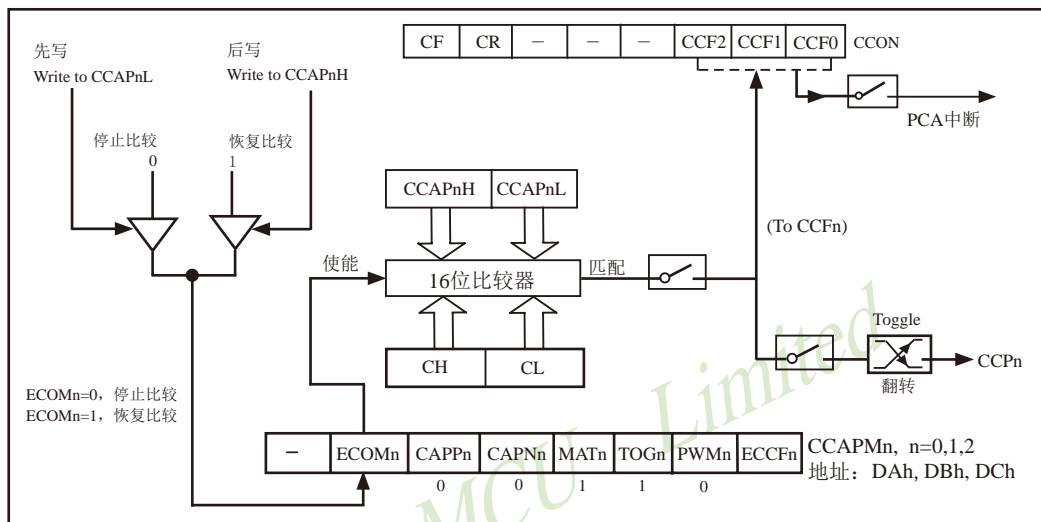 CF CR – – – CCF2 CCF1 CCF0 CCON
先写
Write to CCAPnL
后写
Write to CCAPnH
PCA中断
停止比较
0
恢复比较
1
CCAPnH CCAPnL
(To CCFn)
使能
16位比较器
匹配
CH CL
Toggle
CCPn
翻转
ECOMn=0，停止比较
ECOMn=1，恢复比较
– ECOMn CAPPn CAPNn MATn TOGn PWMn ECCFn
CCAPMn, n=0,1,2
地址：DAh, DBh, DCh
0 0 1 1 0
MCU Limited